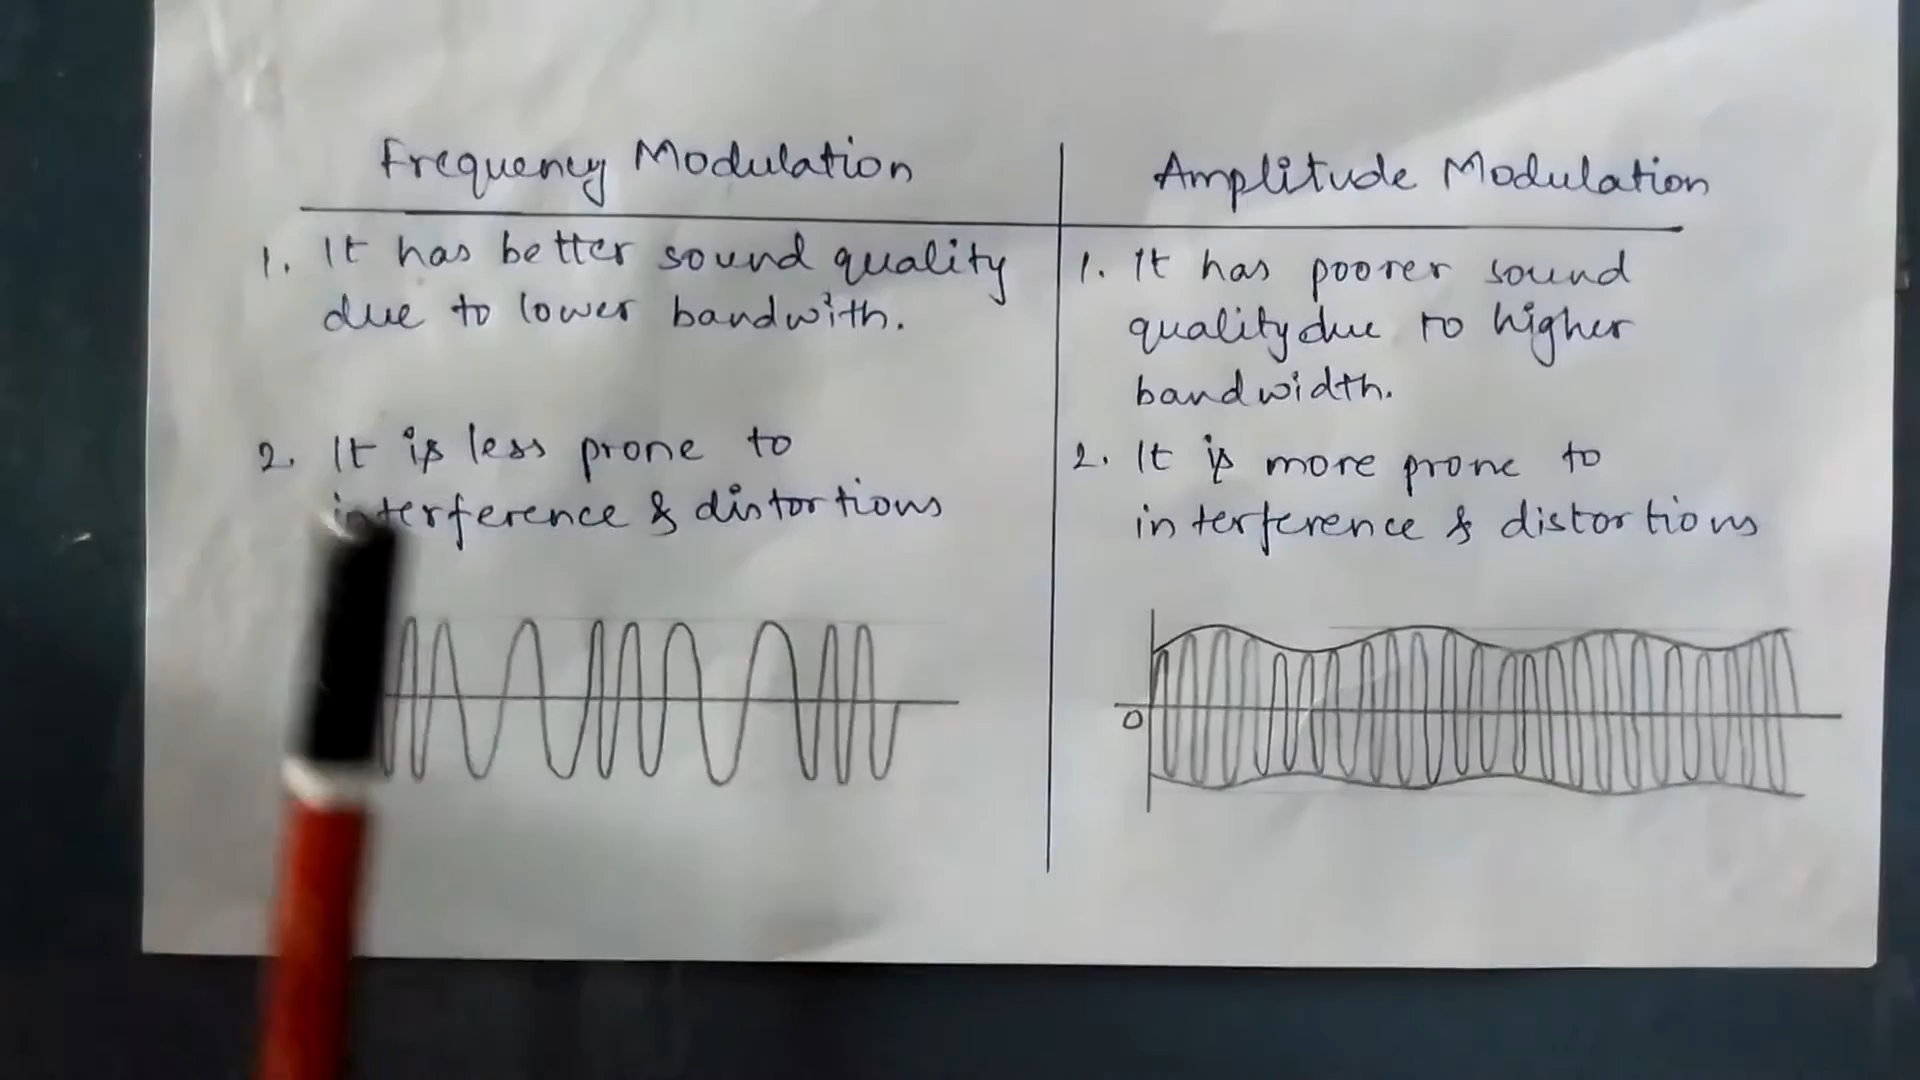 Frequency Modulation
1. It has better sound quality
due to lower bandwith.
2. It is less prone to
interference & distortions
Amplitude Modulation
1. It has poorer sound
quality due to higher
bandwidth.
2. It is more prone to
interference & distortions
0